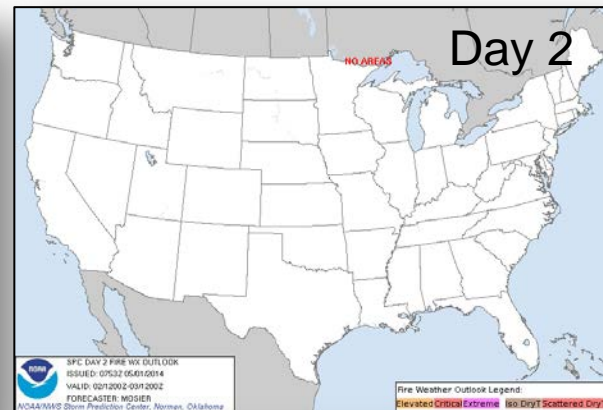 Day 2
NO AREAS
NOAA
SPC DAY 2 FIRE WX OUTLOOK
ISSUED: 0753Z 05/01/2014
VALID: 02/1200Z-03/1200Z
FORECASTER: MOSIER
NOAA/NWS Storm Prediction Center, Norman, Oklahoma
Fire Weather Outlook Legend:
Elevated Critical Extreme Iso DryT Scattered Dry